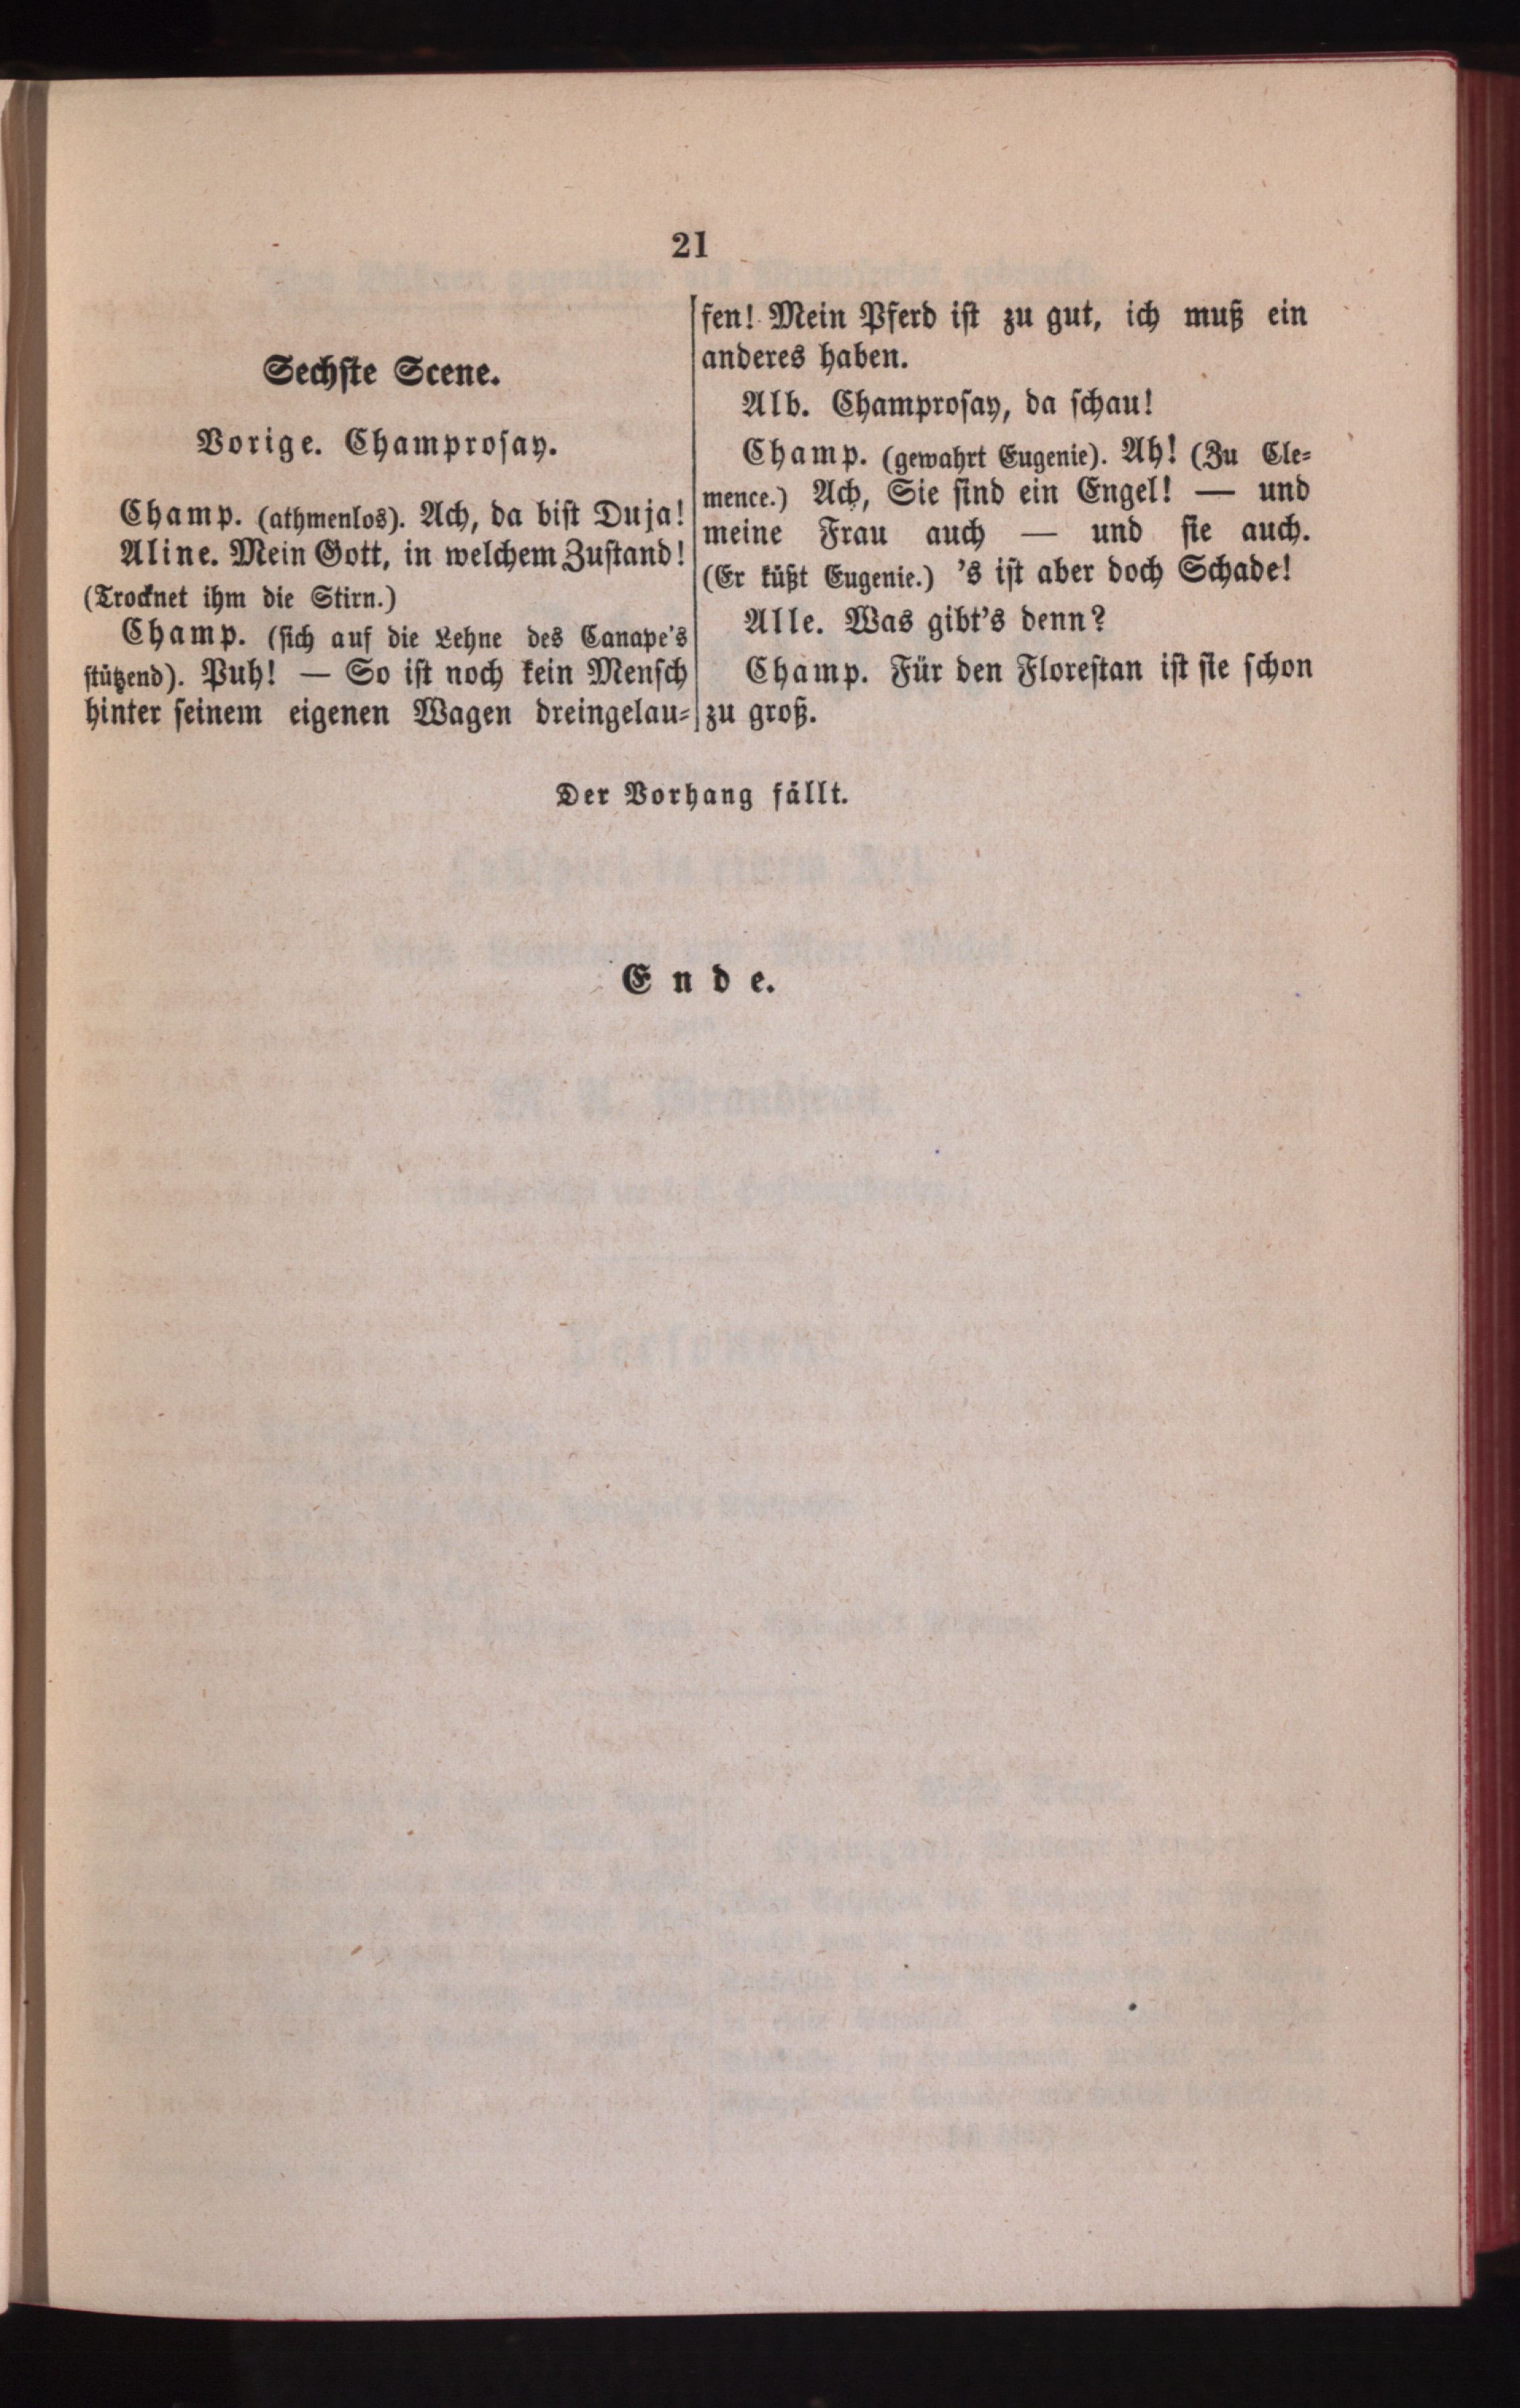 21
Sechste Scene.
Vorige. Champrosay.
Champ. (athmenlos). Ach, da bist Du ja!
Aline. Mein Gott, in welchem Zustand!
(Trocknet ihm die Stirn.)
Champ. (sich auf die Lehne des Canape's
stützend). Puh! — So ist noch kein Mensch
hinter seinem eigenen Wagen dreingelau-
fen! Mein Pferd ist zu gut, ich muß ein
anderes haben.
Alb. Champrosay, da schau!
Champ. (gewahrt Eugenie). Ah! (Zu Cle-
mence.) Ach, Sie sind ein Engel! — und
meine Frau auch — und sie auch.
(Er küßt Eugenie.) 's ist aber doch Schade!
Alle. Was gibt's denn?
Champ. Für den Florestan ist sie schon
zu groß.
Der Vorhang fällt.
Ende.